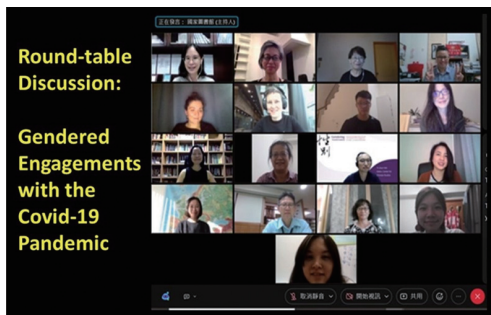 Round-table
Discussion:
Gendered
Engagements
with the
Covid-19
Pandemic
取消靜音
開始視訊
共用